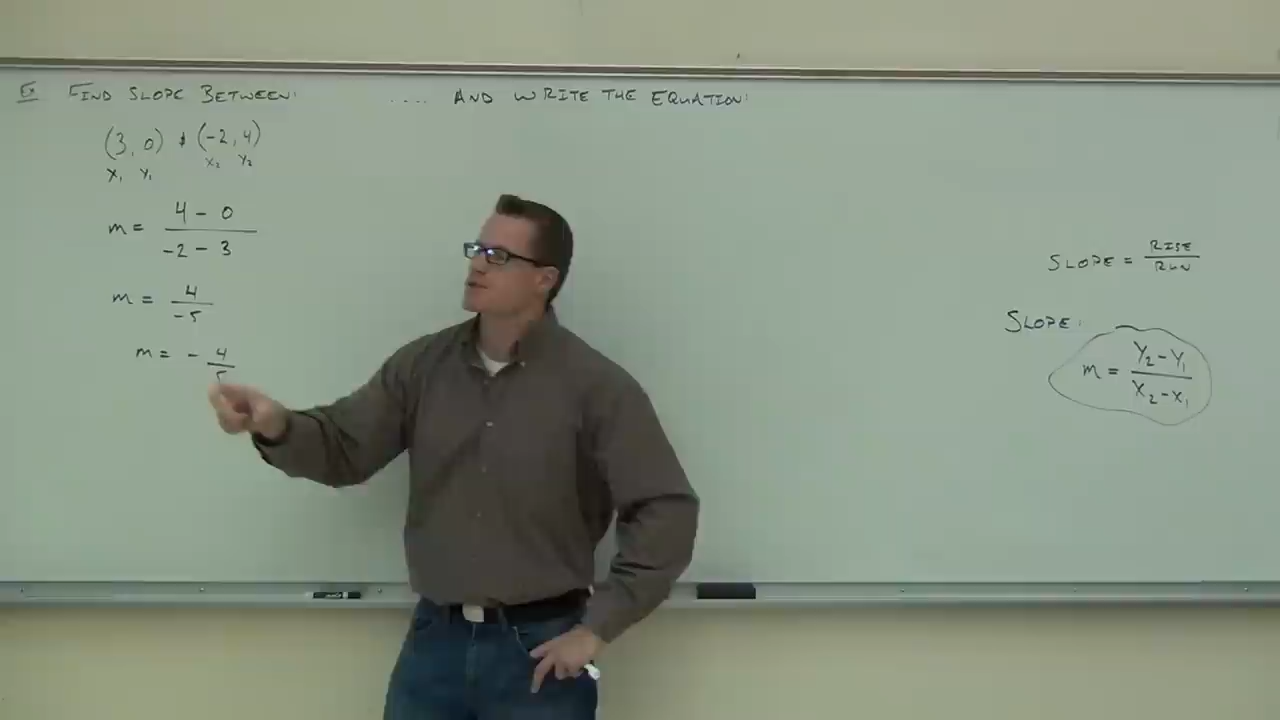 Ex FIND SLOPE BETWEEN: .... AND WRITE THE EQUATION:
(3, 0) & (-2, 4)
X₁ Y₁ X₂ Y₂
m = 4 - 0 / -2 - 3
m = 4 / -5
m = - 4 / 5
SLOPE = RISE / RUN
SLOPE:
m = Y₂ - Y₁ / X₂ - X₁